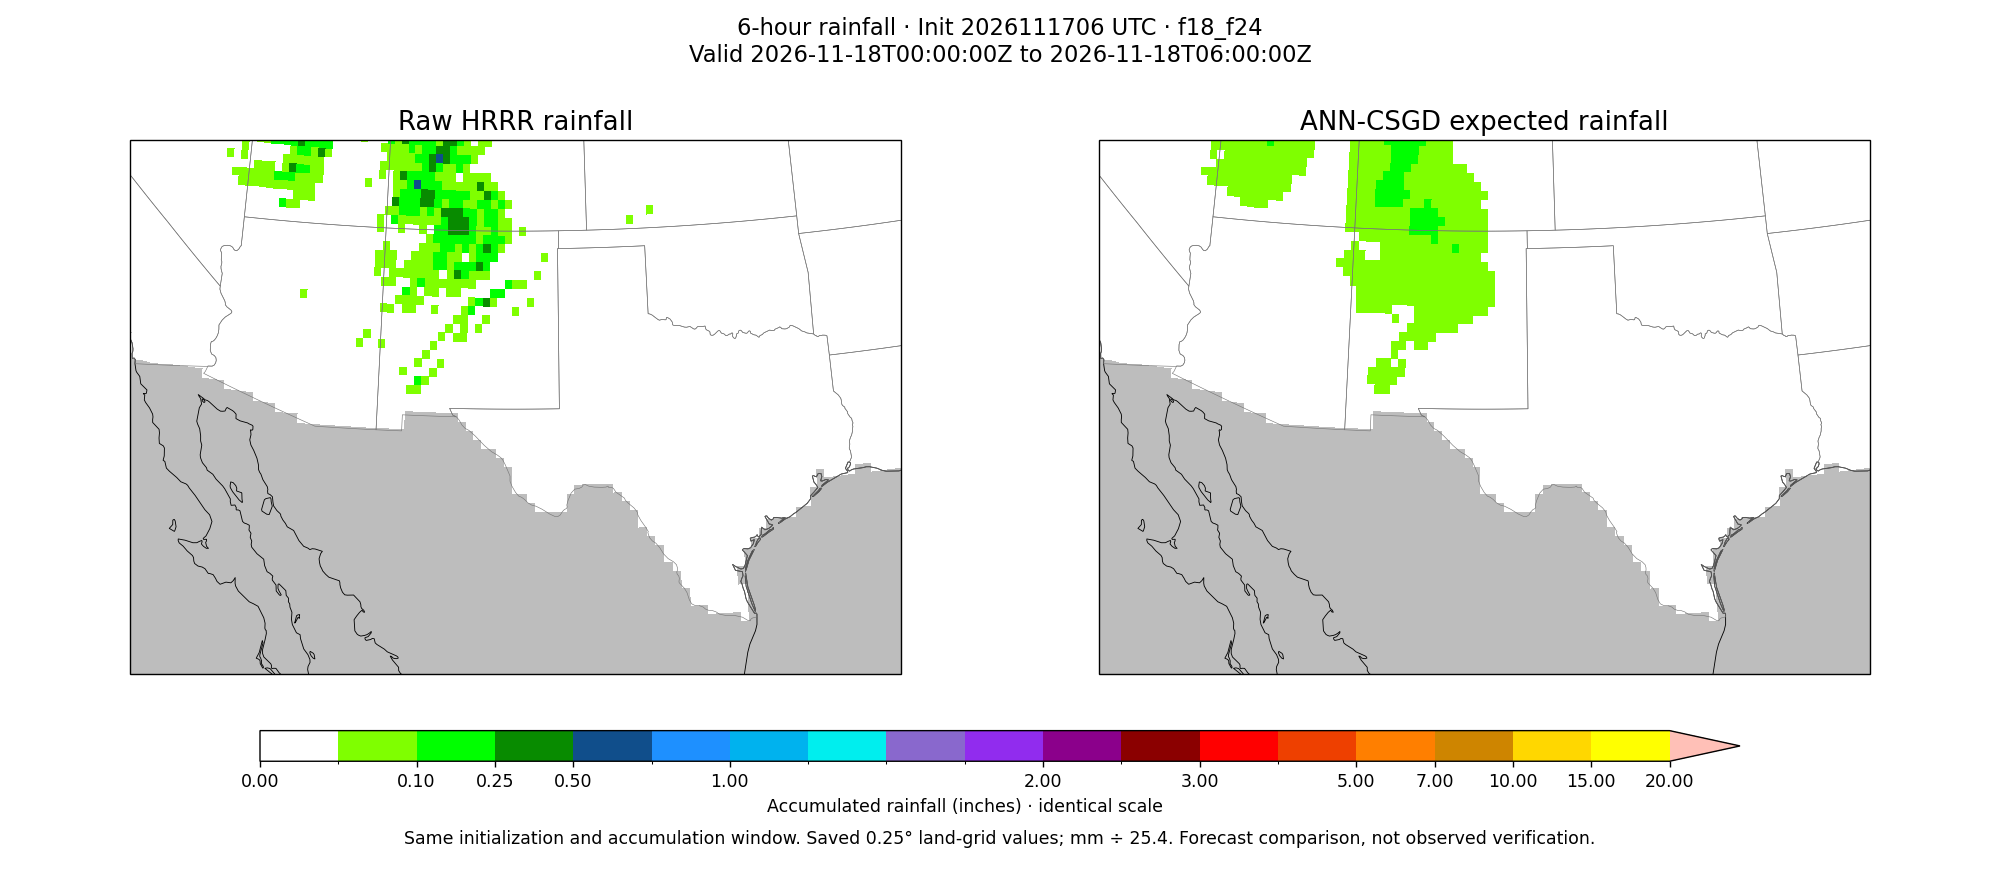 6-hour rainfall · Init 2026111706 UTC · f18_f24
Valid 2026-11-18T00:00:00Z to 2026-11-18T06:00:00Z
Raw HRRR rainfall
ANN-CSGD expected rainfall
0.00 0.10 0.25 0.50 1.00 2.00 3.00 5.00 7.00 10.00 15.00 20.00
Accumulated rainfall (inches) · identical scale
Same initialization and accumulation window. Saved 0.25° land-grid values; mm ÷ 25.4. Forecast comparison, not observed verification.